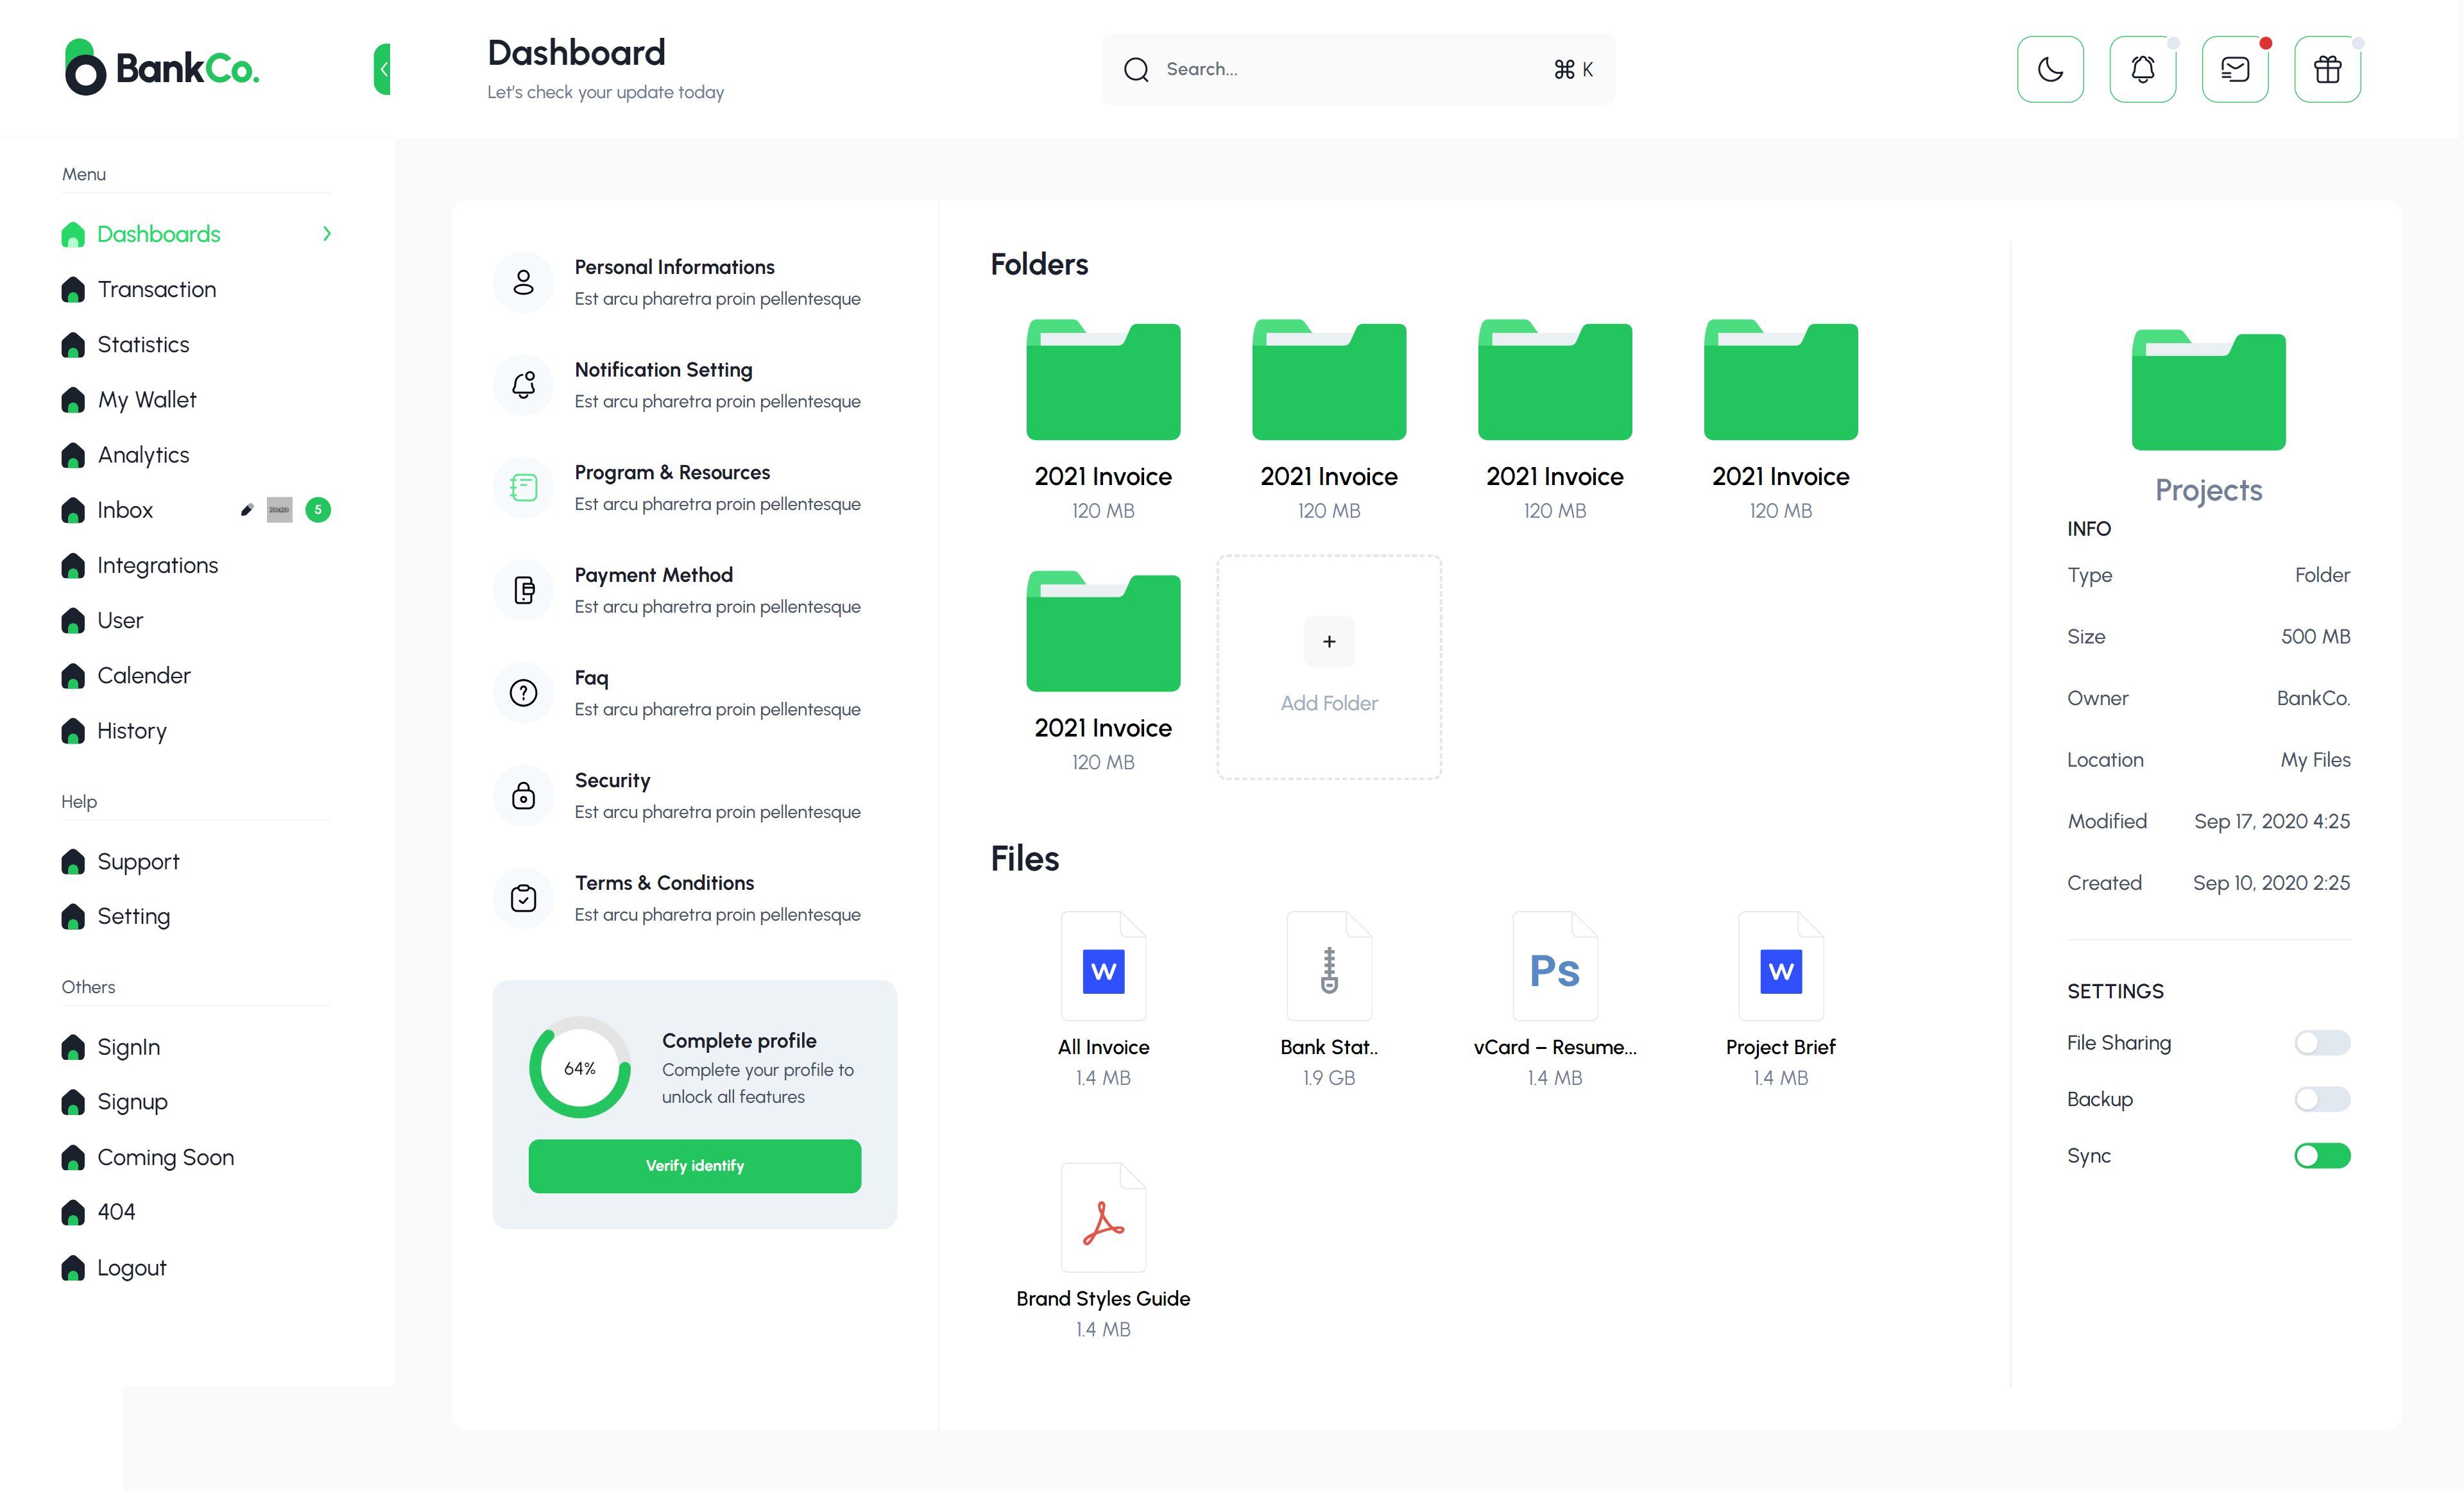 BankCo.
Dashboard
Let's check your update today
Search...
⌘ K
Menu
Dashboards
Transaction
Statistics
My Wallet
Analytics
Inbox
5
Integrations
User
Calender
History
Help
Support
Setting
Others
SignIn
Signup
Coming Soon
404
Logout
Personal Informations
Est arcu pharetra proin pellentesque
Notification Setting
Est arcu pharetra proin pellentesque
Program & Resources
Est arcu pharetra proin pellentesque
Payment Method
Est arcu pharetra proin pellentesque
Faq
Est arcu pharetra proin pellentesque
Security
Est arcu pharetra proin pellentesque
Terms & Conditions
Est arcu pharetra proin pellentesque
64%
Complete profile
Complete your profile to
unlock all features
Verify identify
Folders
2021 Invoice
120 MB
2021 Invoice
120 MB
2021 Invoice
120 MB
2021 Invoice
120 MB
2021 Invoice
120 MB
+
Add Folder
Files
W
All Invoice
1.4 MB
Bank Stat..
1.9 GB
Ps
vCard – Resume...
1.4 MB
W
Project Brief
1.4 MB
Brand Styles Guide
1.4 MB
Projects
INFO
Type Folder
Size 500 MB
Owner BankCo.
Location My Files
Modified Sep 17, 2020 4:25
Created Sep 10, 2020 2:25
SETTINGS
File Sharing
Backup
Sync